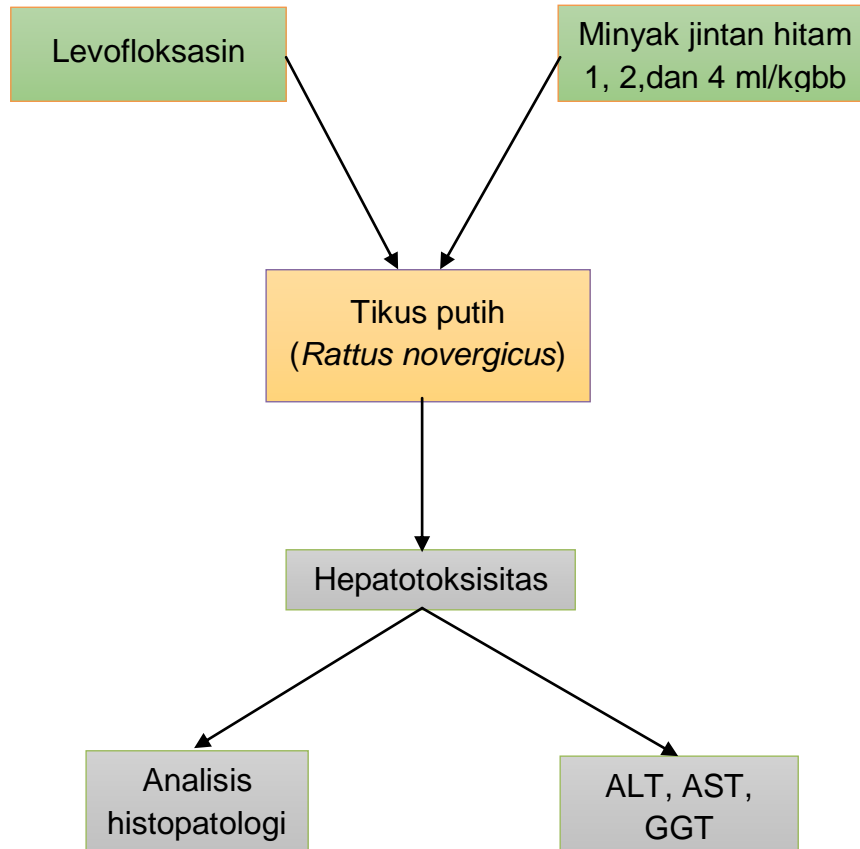 Levofloksasin
Minyak jintan hitam
1, 2,dan 4 ml/kgbb
Tikus putih
(Rattus novergicus)
Hepatotoksisitas
Analisis
histopatologi
ALT, AST,
GGT